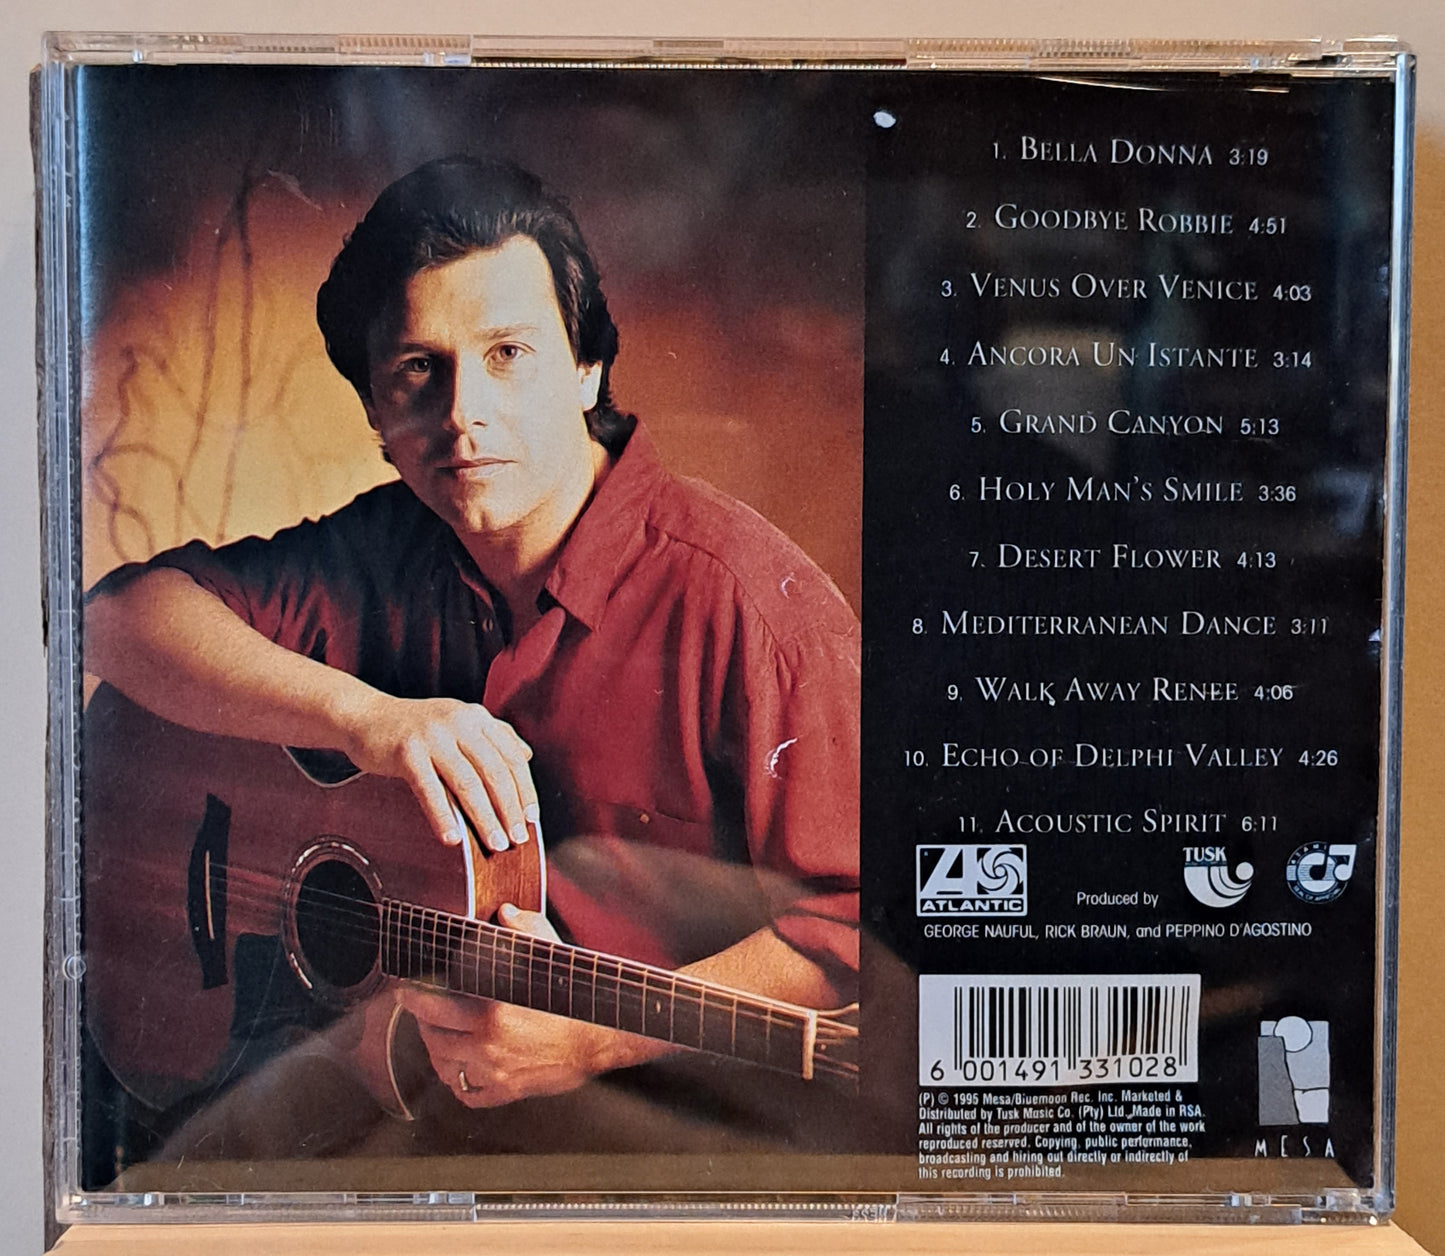 1. BELLA DONNA 3:19
2. GOODBYE ROBBIE 4:51
3. VENUS OVER VENICE 4:03
4. ANCORA UN ISTANTE 3:14
5. GRAND CANYON 5:13
6. HOLY MAN'S SMILE 3:36
7. DESERT FLOWER 4:13
8. MEDITERRANEAN DANCE 3:11
9. WALK AWAY RENEE 4:06
10. ECHO OF DELPHI VALLEY 4:26
11. ACOUSTIC SPIRIT 6:11
ATLANTIC
Produced by
TUSK
GEORGE NAUFUL, RICK BRAUN, and PEPPINO D'AGOSTINO
6 001491 331028
(P) © 1995 Mesa/Bluemoon Rec. Inc. Marketed &
Distributed by Tusk Music Co. (Pty) Ltd. Made in RSA.
All rights of the producer and of the owner of the work
reproduced reserved. Copying, public performance,
broadcasting and hiring out directly or indirectly of
this recording is prohibited.
MESA